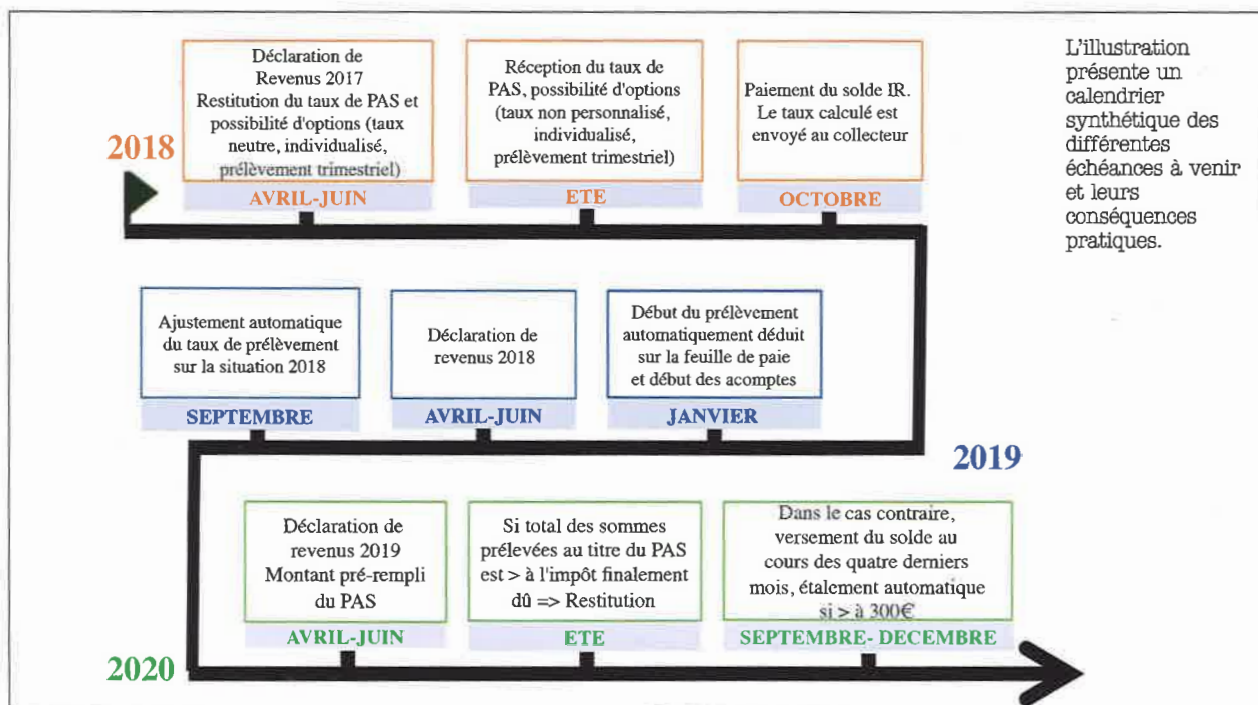 2018
Déclaration de
Revenus 2017
Restitution du taux de PAS et
possibilité d'options (taux
neutre, individualisé,
prélèvement trimestriel)
AVRIL-JUIN
Réception du taux de
PAS, possibilité d'options
(taux non personnalisé,
individualisé,
prélèvement trimestriel)
ETE
Paiement du solde IR.
Le taux calculé est
envoyé au collecteur
OCTOBRE
L'illustration
présente un
calendrier
synthétique des
différentes
échéances à venir
et leurs
conséquences
pratiques.
2019
Début du prélèvement
automatiquement déduit
sur la feuille de paie
et début des acomptes
JANVIER
Déclaration de
revenus 2018
AVRIL-JUIN
Ajustement automatique
du taux de prélèvement
sur la situation 2018
SEPTEMBRE
2020
Déclaration de
revenus 2019
Montant pré-rempli
du PAS
AVRIL-JUIN
Si total des sommes
prélevées au titre du PAS
est > à l'impôt finalement
dû => Restitution
ETE
Dans le cas contraire,
versement du solde au
cours des quatre derniers
mois, étalement automatique
si > à 300€
SEPTEMBRE- DECEMBRE